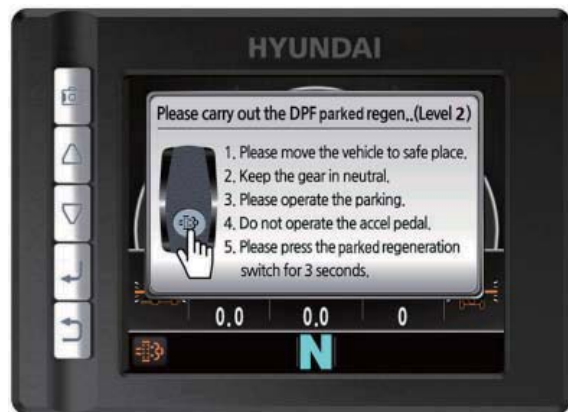 HYUNDAI
Please carry out the DPF parked regen..(Level 2)
1. Please move the vehicle to safe place.
2. Keep the gear in neutral.
3. Please operate the parking.
4. Do not operate the accel pedal.
5. Please press the parked regeneration
switch for 3 seconds.
0.0 0.0 0
N